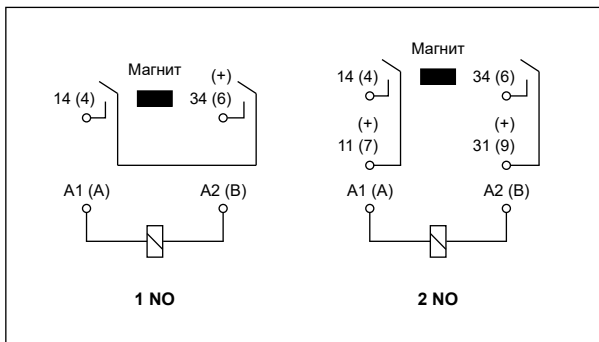 Магнит
(+)
14 (4)
34 (6)
A1 (A)
A2 (B)
1 NO
Магнит
14 (4)
34 (6)
(+)
(+)
11 (7)
31 (9)
A1 (A)
A2 (B)
2 NO